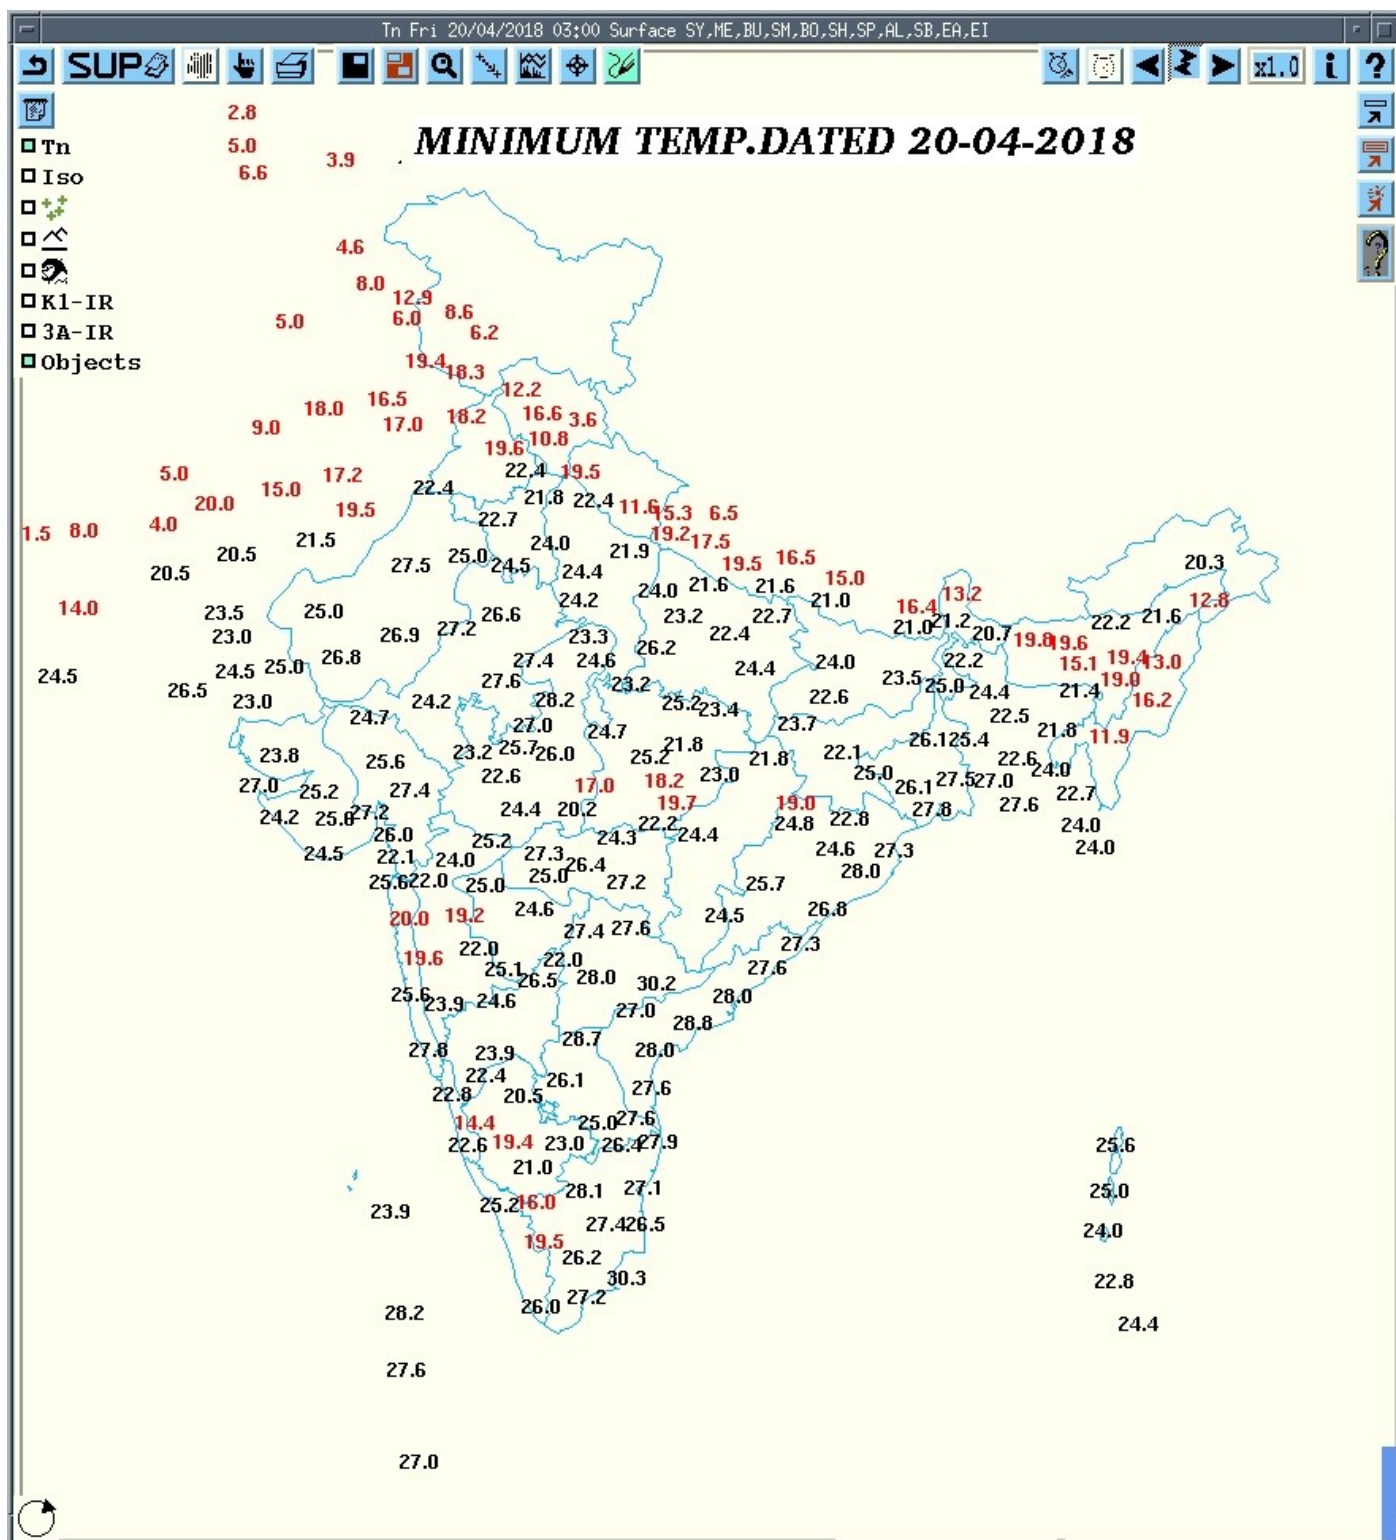 Tn Fri 20/04/2018 03:00 Surface SY,ME,BU,SM,BO,SH,SP,AL,SB,EA,EI
SUP x1.0 i ?
MINIMUM TEMP.DATED 20-04-2018
Tn
Iso
K1-IR
3A-IR
Objects
2.8
5.0 3.9
6.6
4.6
8.0
12.9 8.6
5.0 6.0 6.2
19.4
18.3
12.2
16.5
18.0 18.2 16.6 3.6
9.0 17.0
10.8
19.6
5.0 17.2 22.4 19.5
15.0 22.4
20.0 19.5 21.8 22.4 11.6 15.3 6.5
1.5 8.0 4.0 22.7 19.2
21.5 24.0 17.5
20.5 25.0 21.9 16.5
20.5 27.5 24.5 24.4 19.5 20.3
24.0 21.6 21.6 15.0
14.0 23.5 25.0 26.6 24.2 21.0 16.4 13.2 12.8
23.2 22.7 21.2 22.2 21.6
23.0 26.9 27.2 23.3 22.4 21.0 20.7 19.8 19.6
26.2
24.5 24.5 25.0 26.8 27.4 24.6 24.4 24.0 22.2 15.1 19.4 13.0
27.6 23.2 23.5 25.0 24.4 21.4 19.0
26.5 23.0 24.2 28.2 25.2 23.4 22.6 16.2
24.7 27.0 24.7 23.7 22.5 21.8 11.9
23.8 25.6 23.2 25.7 26.0 25.2 21.8 21.8 22.1 26.1 25.4 22.6
27.0 25.2 27.4 22.6 17.0 18.2 23.0 25.0 26.1 27.5 27.0 24.0
24.2 27.2 24.4 20.2 19.7 19.0 27.8 27.6 22.7
26.0 22.2 24.4 24.8 22.8 24.0
24.5 22.1 24.0 25.2 27.3 24.3 24.6 27.3 24.0
25.6 22.0 25.0 25.0 26.4 27.2 25.7 28.0
20.0 19.2 24.6 24.5 26.8
27.4 27.6
22.0 27.3
19.6 25.1 22.0 27.6
26.5 28.0 30.2
25.6 23.9 24.6 28.0
27.0
28.8
28.7
27.8 23.9 28.0
22.4 26.1
22.8 20.5 27.6
14.4 25.0 27.6
22.6 19.4 23.0 26.4 27.9 25.6
21.0
28.1 27.1 25.0
25.2 16.0
23.9 27.4 26.5
24.0
19.5
26.2
30.3 22.8
27.2
28.2 26.0
24.4
27.6
27.0